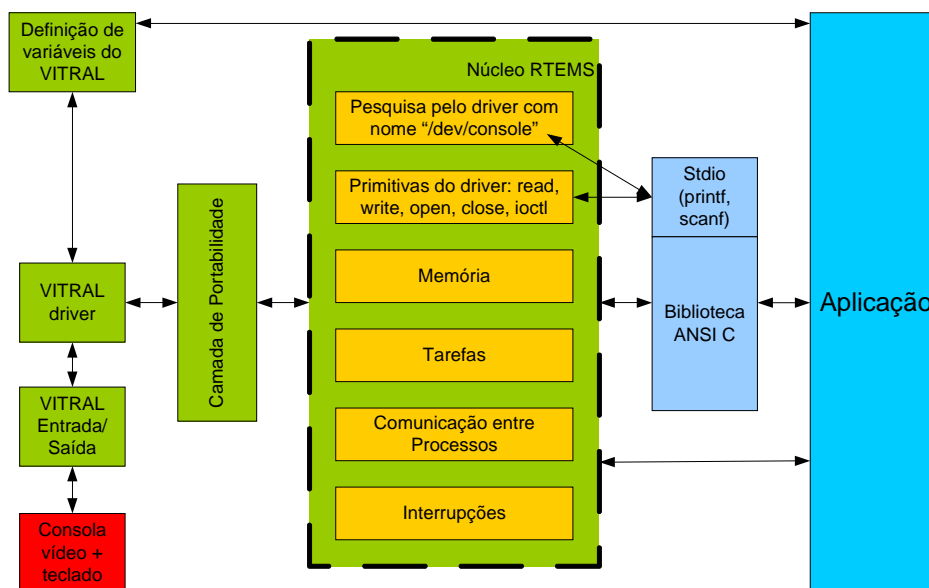 Definição de
variáveis do
VITRAL
Núcleo RTEMS
Pesquisa pelo driver com
nome “/dev/console”
Primitivas do driver: read,
write, open, close, ioctl
Stdio
(printf,
scanf)
Camada de Portabilidade
VITRAL
driver
Memória
Biblioteca
ANSI C
Aplicação
Tarefas
VITRAL
Entrada/
Saída
Comunicação entre
Processos
Interrupções
Consola
vídeo +
teclado